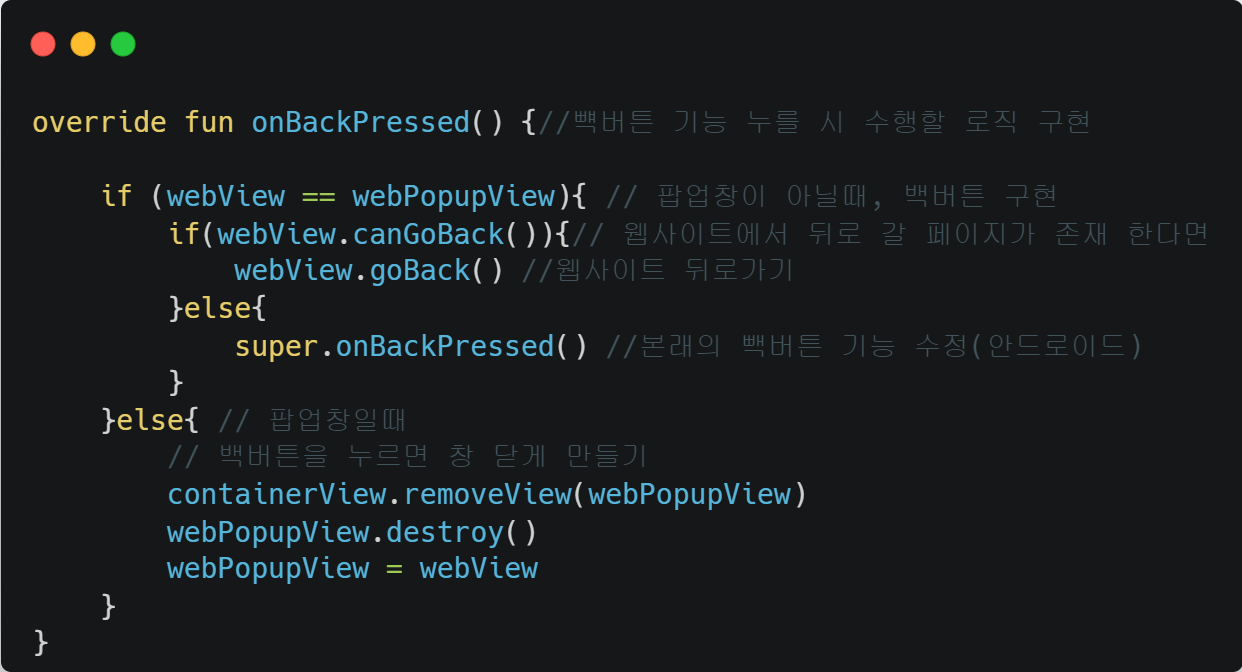 override fun onBackPressed() {//빽버튼 기능 누를 시 수행할 로직 구현
if (webView == webPopupView){ // 팝업창이 아닐때, 백버튼 구현
if(webView.canGoBack()){// 웹사이트에서 뒤로 갈 페이지가 존재 한다면
webView.goBack() //웹사이트 뒤로가기
}else{
super.onBackPressed() //본래의 빽버튼 기능 수정(안드로이드)
}
}else{ // 팝업창일때
// 백버튼을 누르면 창 닫게 만들기
containerView.removeView(webPopupView)
webPopupView.destroy()
webPopupView = webView
}
}